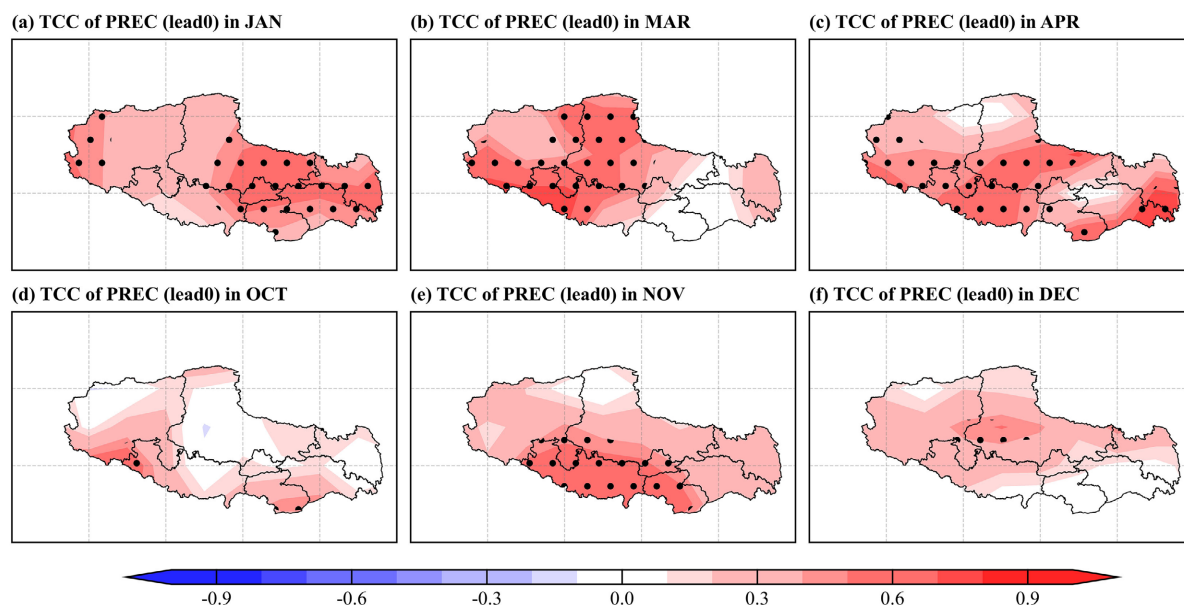 (a) TCC of PREC (lead0) in JAN
(b) TCC of PREC (lead0) in MAR
(c) TCC of PREC (lead0) in APR
(d) TCC of PREC (lead0) in OCT
(e) TCC of PREC (lead0) in NOV
(f) TCC of PREC (lead0) in DEC
-0.9 -0.6 -0.3 0.0 0.3 0.6 0.9